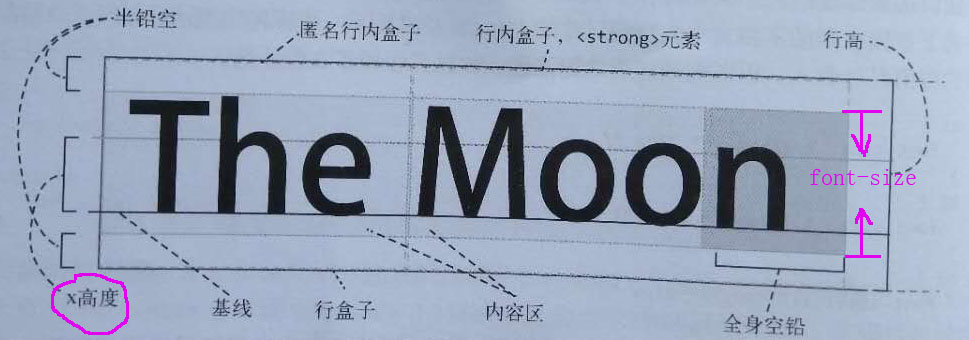 半铅空
匿名行内盒子
行内盒子，<strong>元素
行高
The Moon
font-size
x高度
基线
行盒子
内容区
全身空铅